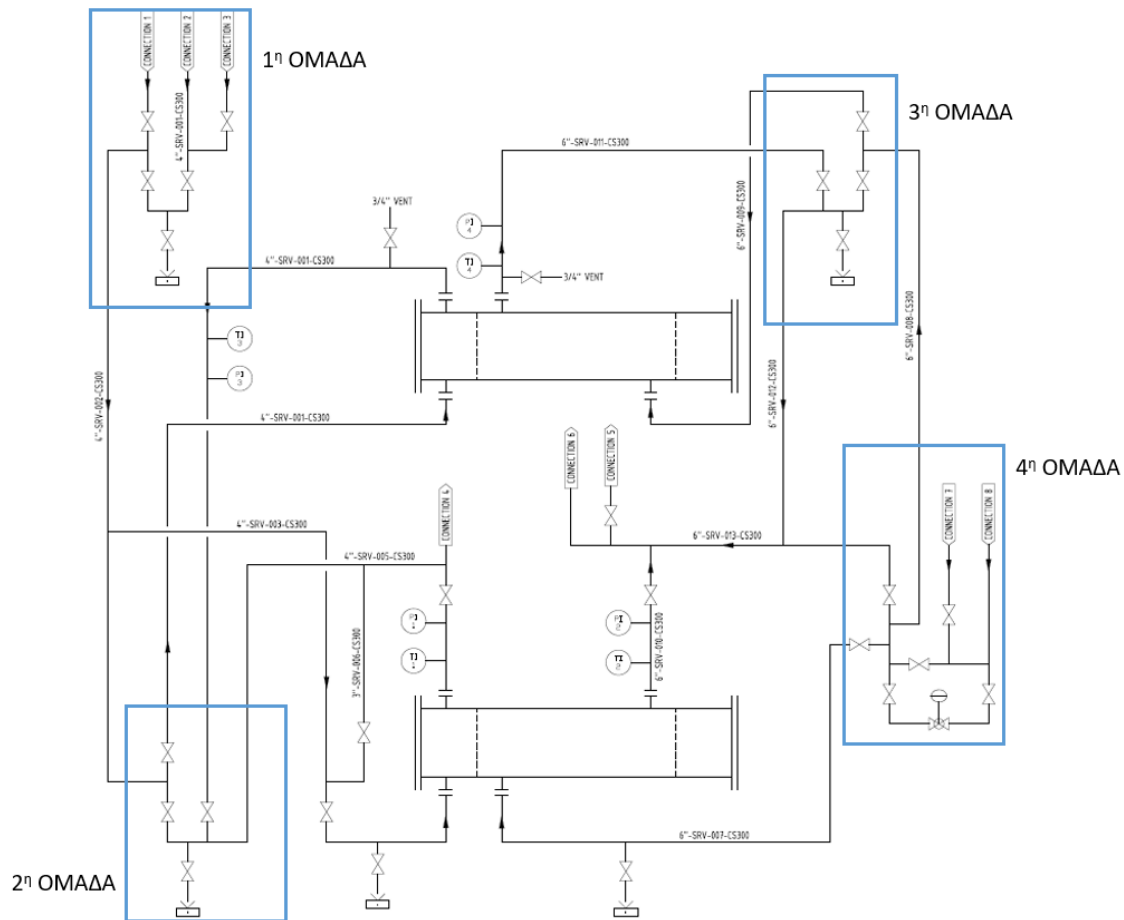 CONNECTION 1
CONNECTION 2
CONNECTION 3
1η ΟΜΑΔΑ
4"-SRV-001-CS300
3η ΟΜΑΔΑ
6"-SRV-011-CS300
3/4" VENT
6"-SRV-009-CS300
4"-SRV-001-CS300
3/4" VENT
4
4
3
3
6"-SRV-008-CS300
4"-SRV-002-CS300
6"-SRV-012-CS300
4"-SRV-001-CS300
CONNECTION 6
CONNECTION 5
4η ΟΜΑΔΑ
CONNECTION 4
CONNECTION 7
CONNECTION 8
4"-SRV-003-CS300
6"-SRV-013-CS300
4"-SRV-005-CS300
3"-SRV-006-CS300
6"-SRV-010-CS300
6"-SRV-007-CS300
2η ΟΜΑΔΑ